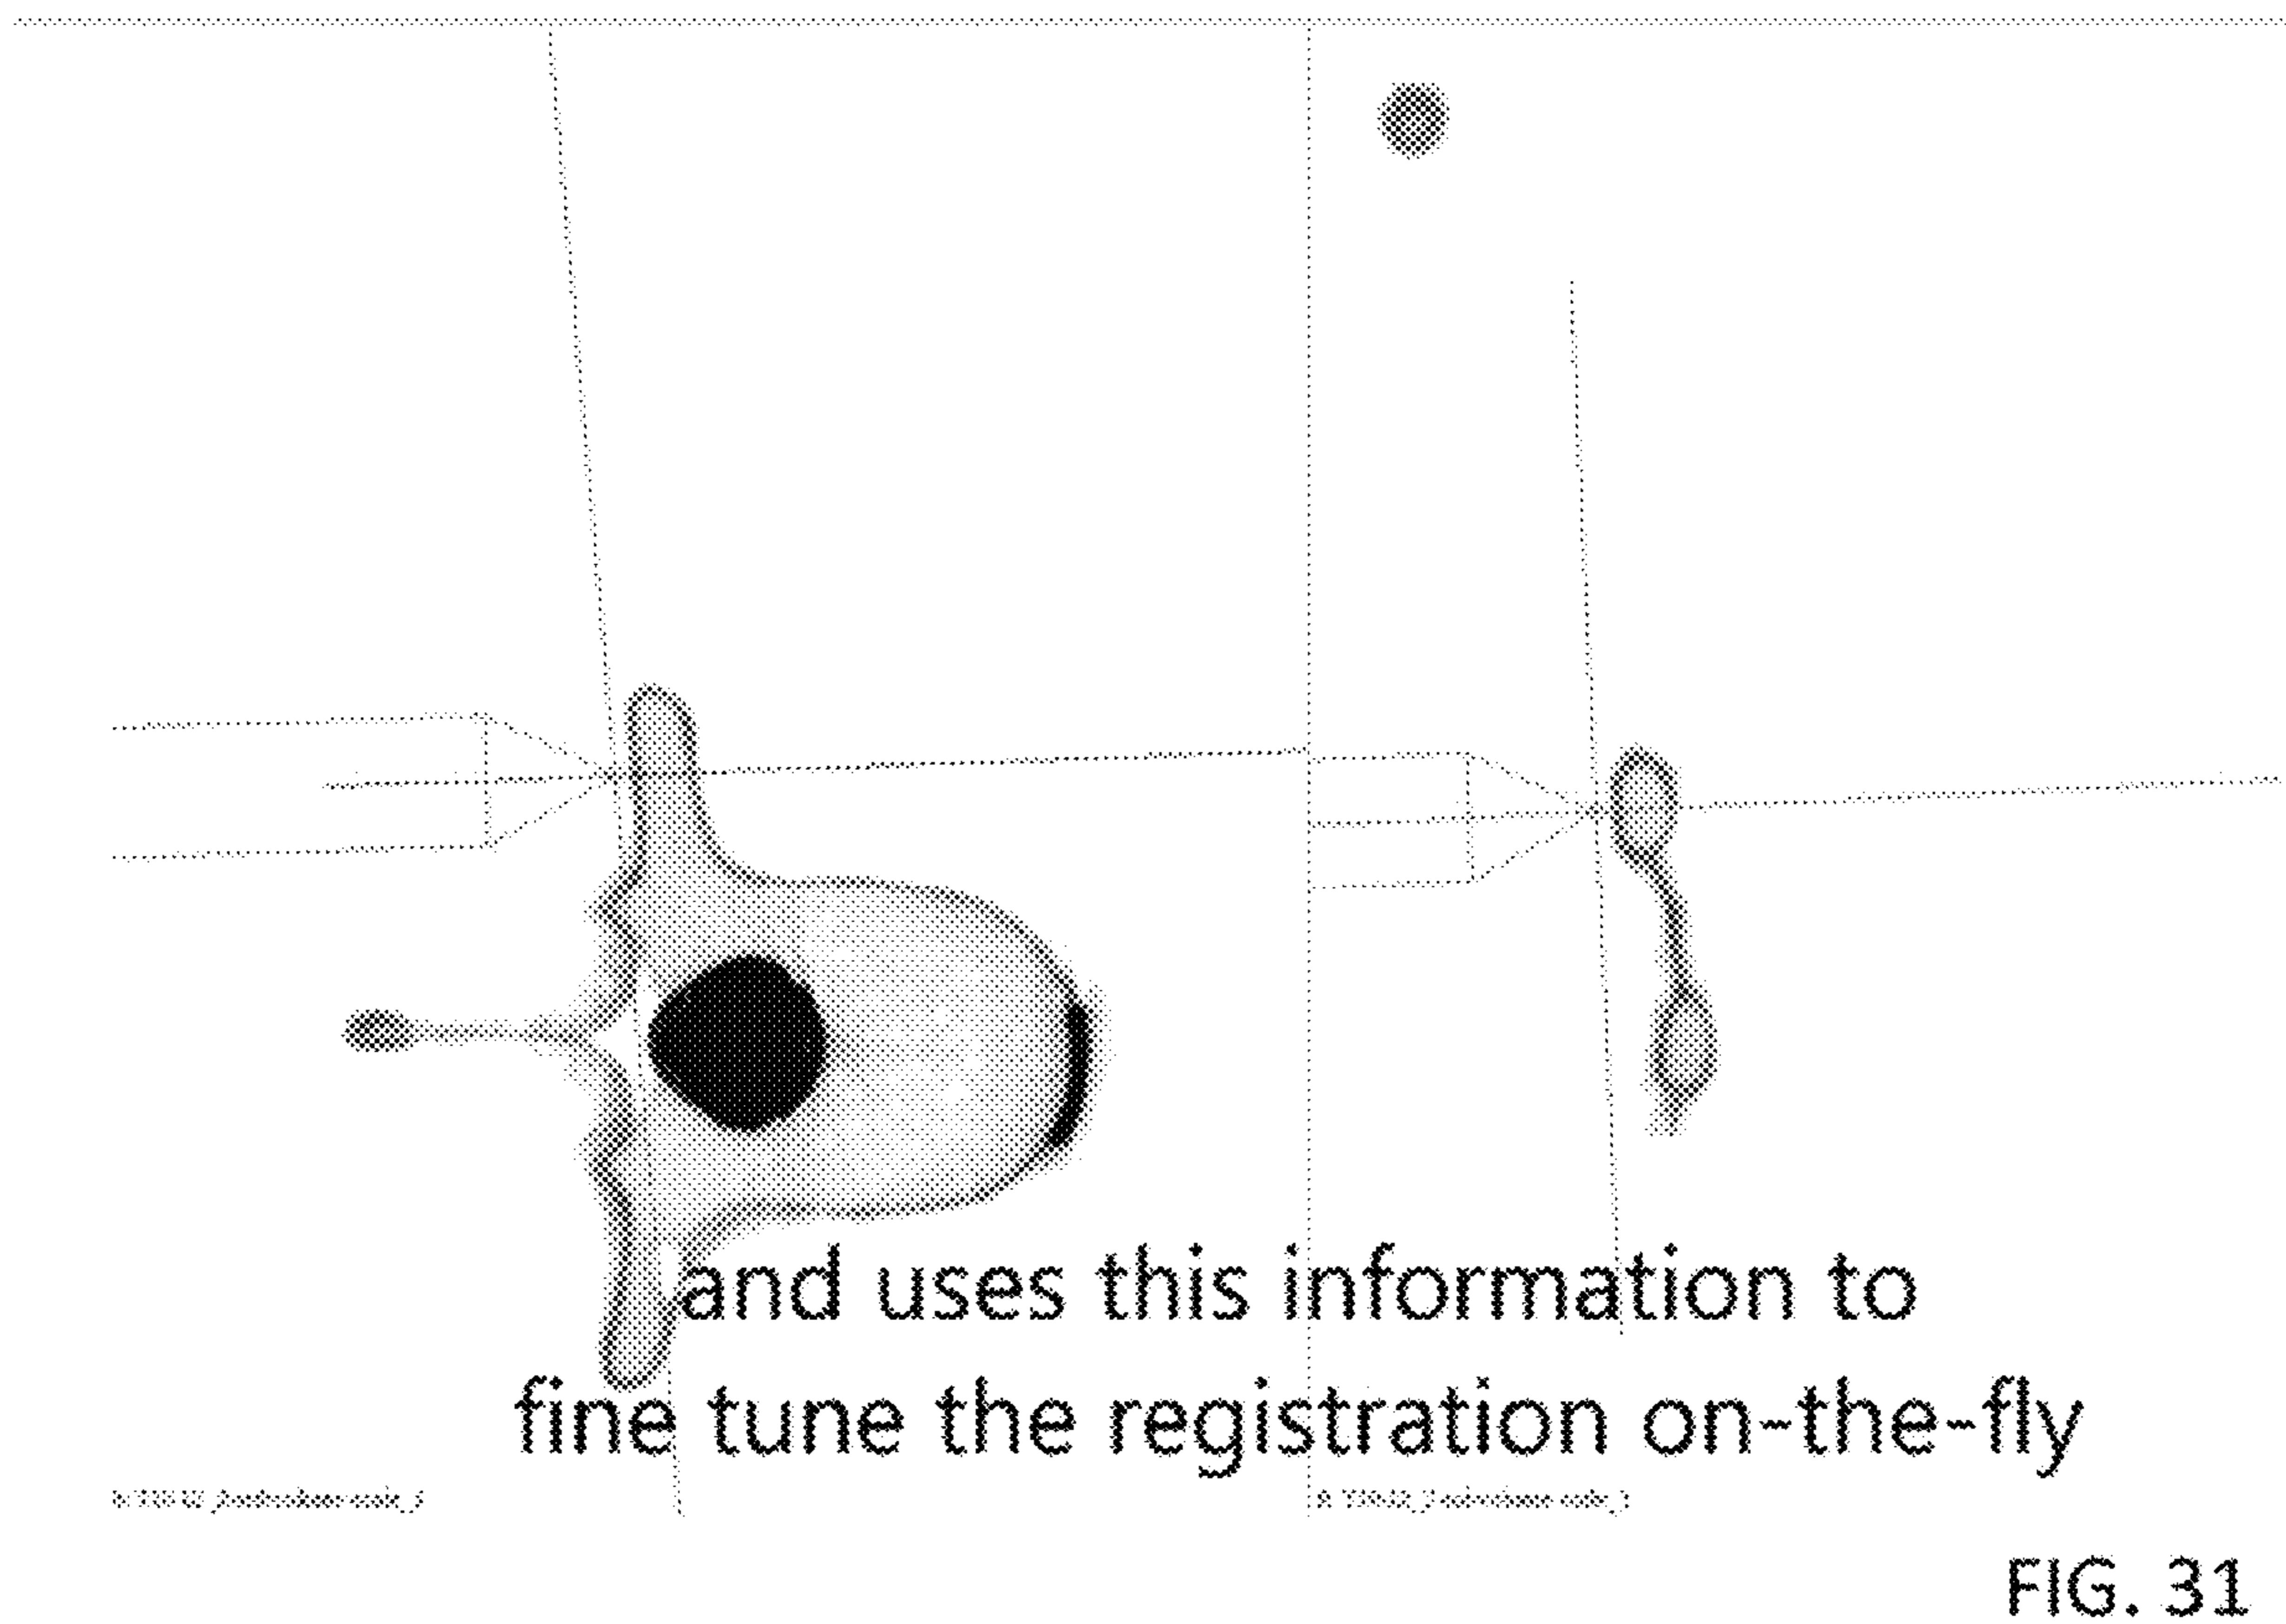 and uses this information to
fine tune the registration on-the-fly
FIG. 31